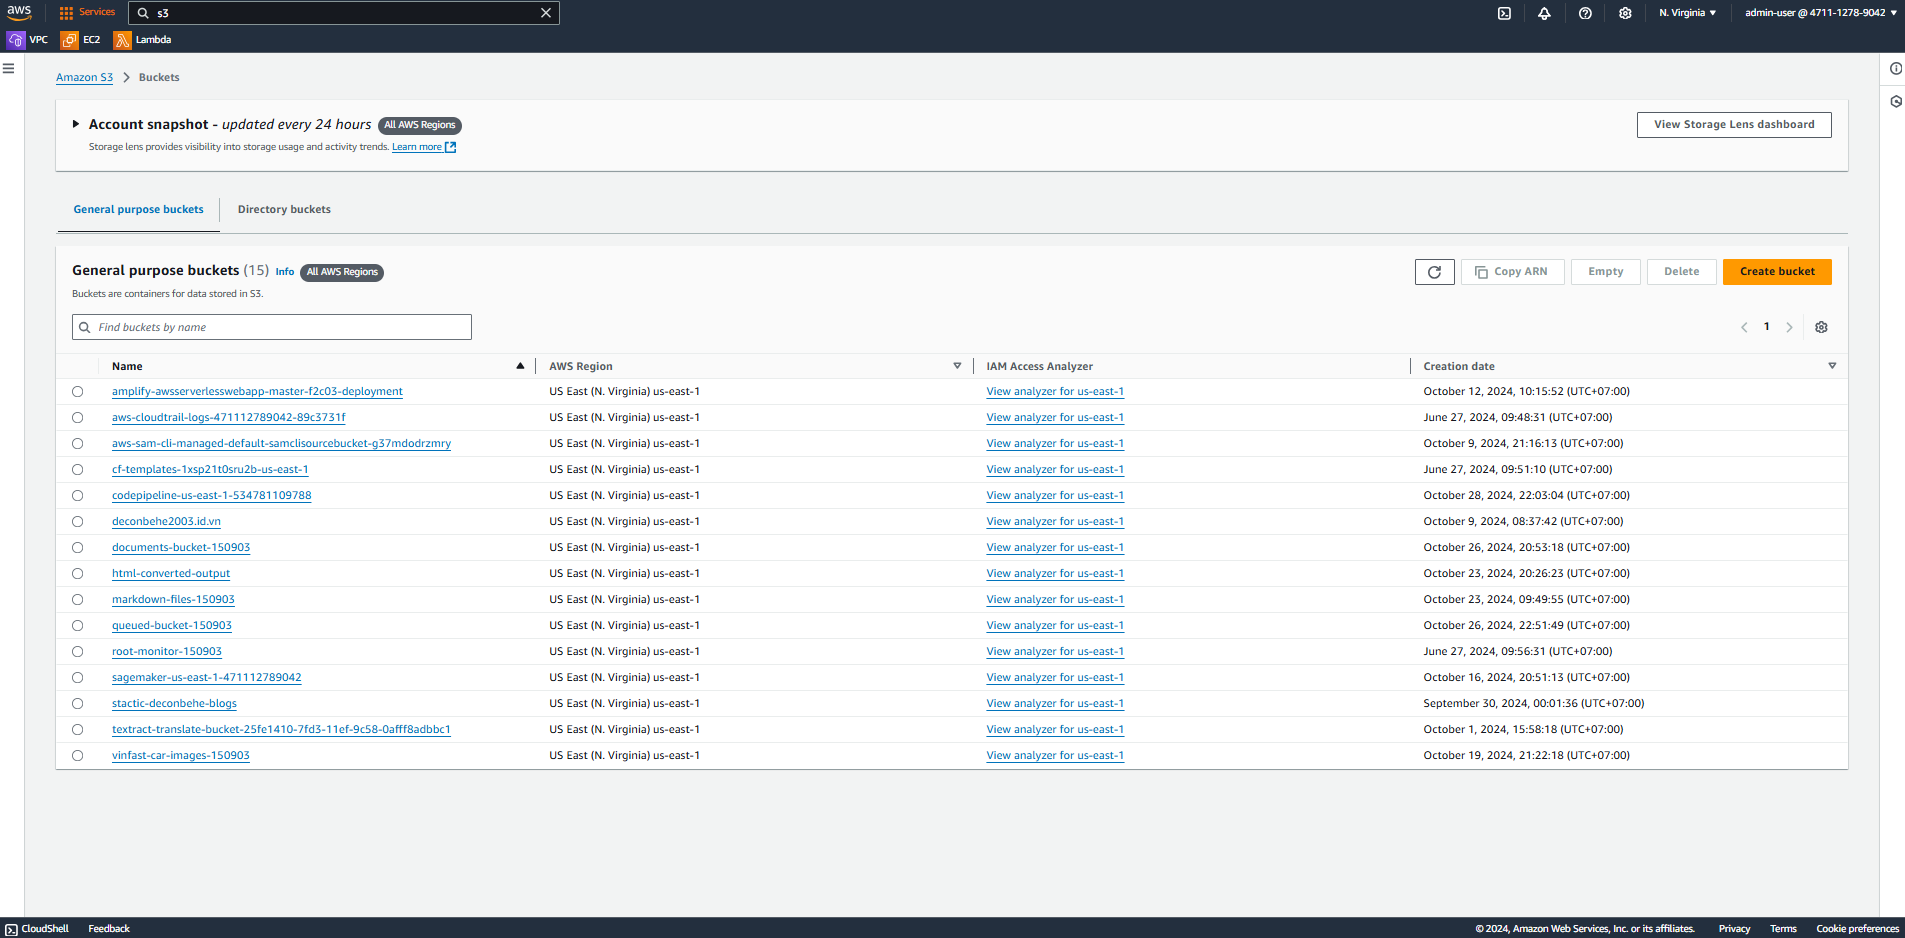 aws Services s3 N. Virginia admin-user @ 4711-1278-9042
VPC EC2 Lambda
Amazon S3 Buckets
Account snapshot - updated every 24 hours All AWS Regions View Storage Lens dashboard
Storage lens provides visibility into storage usage and activity trends. Learn more
General purpose buckets Directory buckets
General purpose buckets (15) Info All AWS Regions Copy ARN Empty Delete Create bucket
Buckets are containers for data stored in S3.
Find buckets by name 1
Name AWS Region IAM Access Analyzer Creation date
amplify-awsserverlesswebapp-master-f2c03-deployment US East (N. Virginia) us-east-1 View analyzer for us-east-1 October 12, 2024, 10:15:52 (UTC+07:00)
aws-cloudtrail-logs-471112789042-89c3731f US East (N. Virginia) us-east-1 View analyzer for us-east-1 June 27, 2024, 09:48:31 (UTC+07:00)
aws-sam-cli-managed-default-samclisourcebucket-g37mdodrzmry US East (N. Virginia) us-east-1 View analyzer for us-east-1 October 9, 2024, 21:16:13 (UTC+07:00)
cf-templates-1xsp21t0sru2b-us-east-1 US East (N. Virginia) us-east-1 View analyzer for us-east-1 June 27, 2024, 09:51:10 (UTC+07:00)
codepipeline-us-east-1-534781109788 US East (N. Virginia) us-east-1 View analyzer for us-east-1 October 28, 2024, 22:03:04 (UTC+07:00)
deconbehe2003.id.vn US East (N. Virginia) us-east-1 View analyzer for us-east-1 October 9, 2024, 08:37:42 (UTC+07:00)
documents-bucket-150903 US East (N. Virginia) us-east-1 View analyzer for us-east-1 October 26, 2024, 20:53:18 (UTC+07:00)
html-converted-output US East (N. Virginia) us-east-1 View analyzer for us-east-1 October 23, 2024, 20:26:23 (UTC+07:00)
markdown-files-150903 US East (N. Virginia) us-east-1 View analyzer for us-east-1 October 23, 2024, 09:49:55 (UTC+07:00)
queued-bucket-150903 US East (N. Virginia) us-east-1 View analyzer for us-east-1 October 26, 2024, 22:51:49 (UTC+07:00)
root-monitor-150903 US East (N. Virginia) us-east-1 View analyzer for us-east-1 June 27, 2024, 09:56:31 (UTC+07:00)
sagemaker-us-east-1-471112789042 US East (N. Virginia) us-east-1 View analyzer for us-east-1 October 16, 2024, 20:51:13 (UTC+07:00)
stactic-deconbehe-blogs US East (N. Virginia) us-east-1 View analyzer for us-east-1 September 30, 2024, 00:01:36 (UTC+07:00)
textract-translate-bucket-25fe1410-7fd3-11ef-9c58-0afff8adbbc1 US East (N. Virginia) us-east-1 View analyzer for us-east-1 October 1, 2024, 15:58:18 (UTC+07:00)
vinfast-car-images-150903 US East (N. Virginia) us-east-1 View analyzer for us-east-1 October 19, 2024, 21:22:18 (UTC+07:00)
CloudShell Feedback © 2024, Amazon Web Services, Inc. or its affiliates. Privacy Terms Cookie preferences